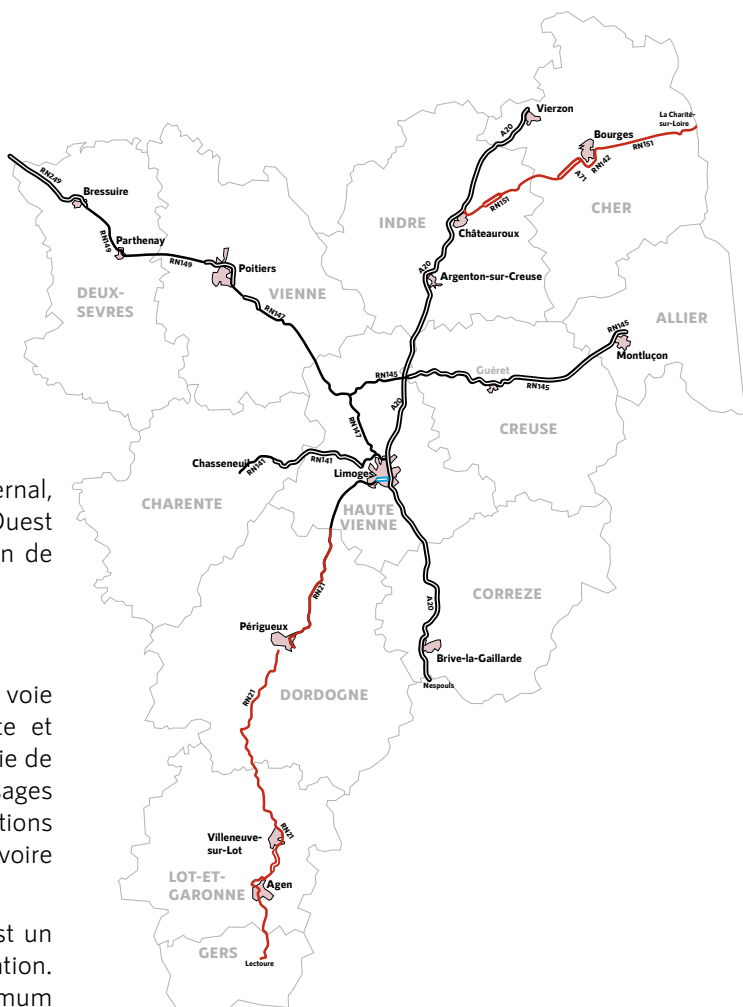 Vierzon
La Charité-
sur-Loire
A20
Bourges
RN151
RN142
A71
RN249
Bressuire
INDRE
RN151
CHER
RN149
Parthenay
Châteauroux
RN149
Poitiers
A20
Argenton-sur-Creuse
DEUX-
SEVRES
VIENNE
RN147
ALLIER
RN145
Montluçon
RN145
Guéret
RN145
A20
CREUSE
RN147
Chasseneuil
RN141
RN141
Limoges
ernal,
CHARENTE
HAUTE
VIENNE
Ouest
n de
CORREZE
RN21
A20
Périgueux
Brive-la-Gaillarde
Nespouls
voie
RN21
DORDOGNE
te et
ie de
sages
tions
RN21
Villeneuve-
sur-Lot
voire
LOT-ET-
GARONNE
Agen
st un
GERS
Lectoure
ation.
mum